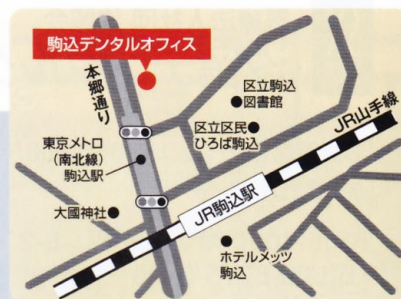 駒込デンタルオフィス
本郷通り
区立駒込
図書館
JR山手線
区立区民
ひろば駒込
東京メトロ
（南北線）
駒込駅
大國神社
JR駒込駅
ホテルメッツ
駒込